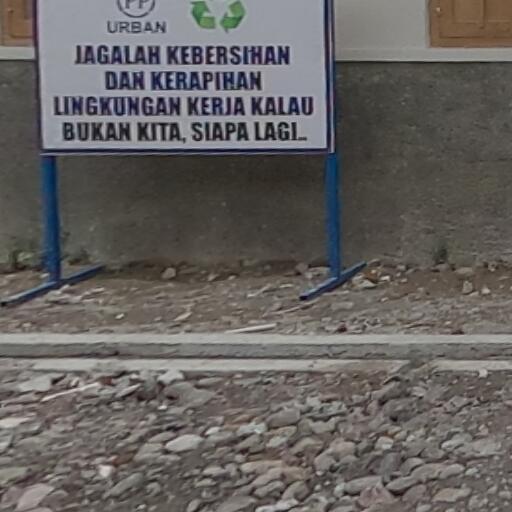 PP
URBAN
JAGALAH KEBERSIHAN
DAN KERAPIHAN
LINGKUNGAN KERJA KALAU
BUKAN KITA, SIAPA LAGI..